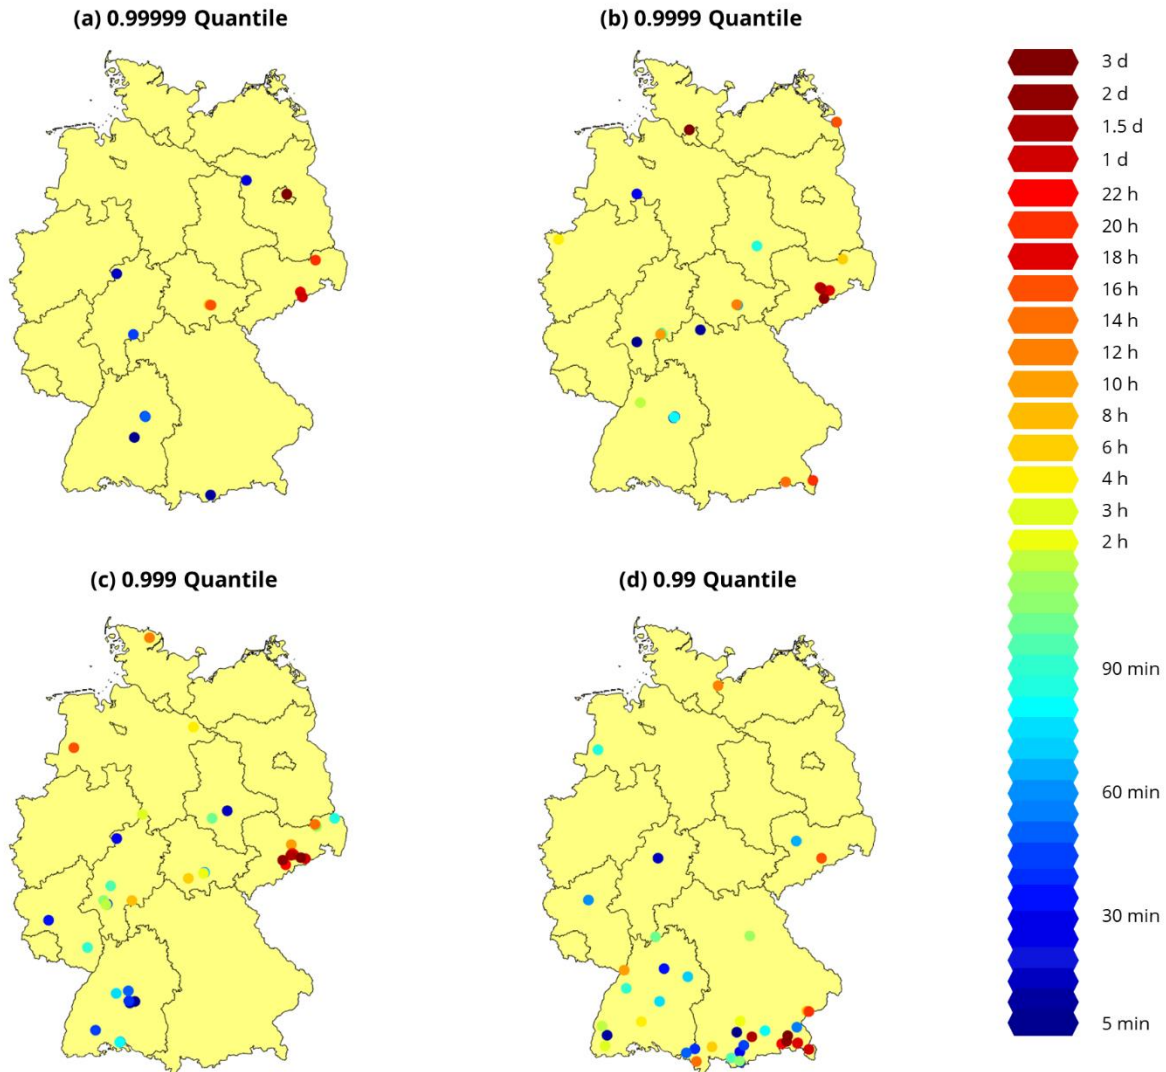 (a) 0.99999 Quantile
(b) 0.9999 Quantile
(c) 0.999 Quantile
(d) 0.99 Quantile
3 d
2 d
1.5 d
1 d
22 h
20 h
18 h
16 h
14 h
12 h
10 h
8 h
6 h
4 h
3 h
2 h
90 min
60 min
30 min
5 min